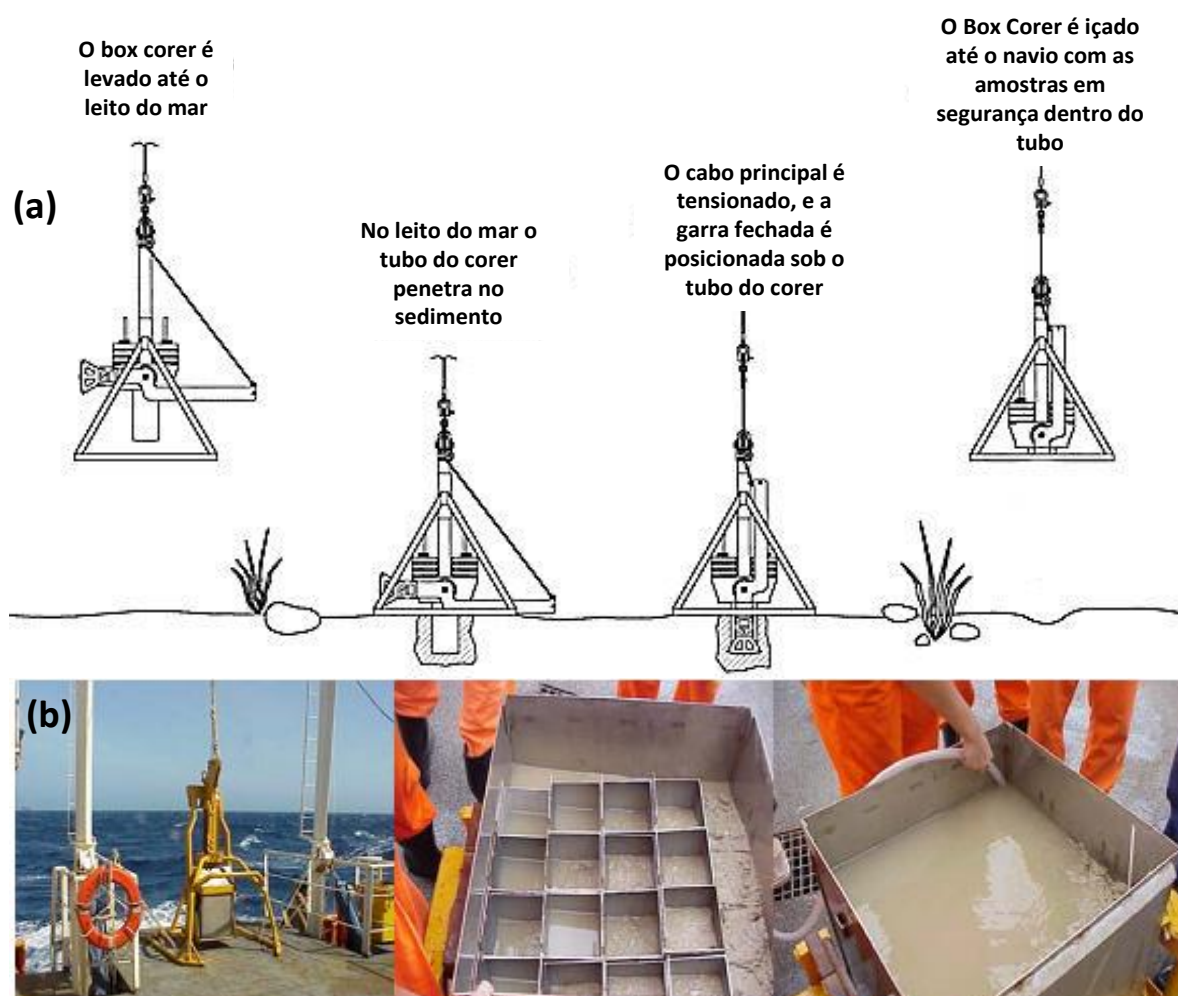 O box corer é
levado até o
leito do mar
(a)
No leito do mar o
tubo do corer
penetra no
sedimento
O cabo principal é
tensionado, e a
garra fechada é
posicionada sob o
tubo do corer
O Box Corer é içado
até o navio com as
amostras em
segurança dentro do
tubo
(b)